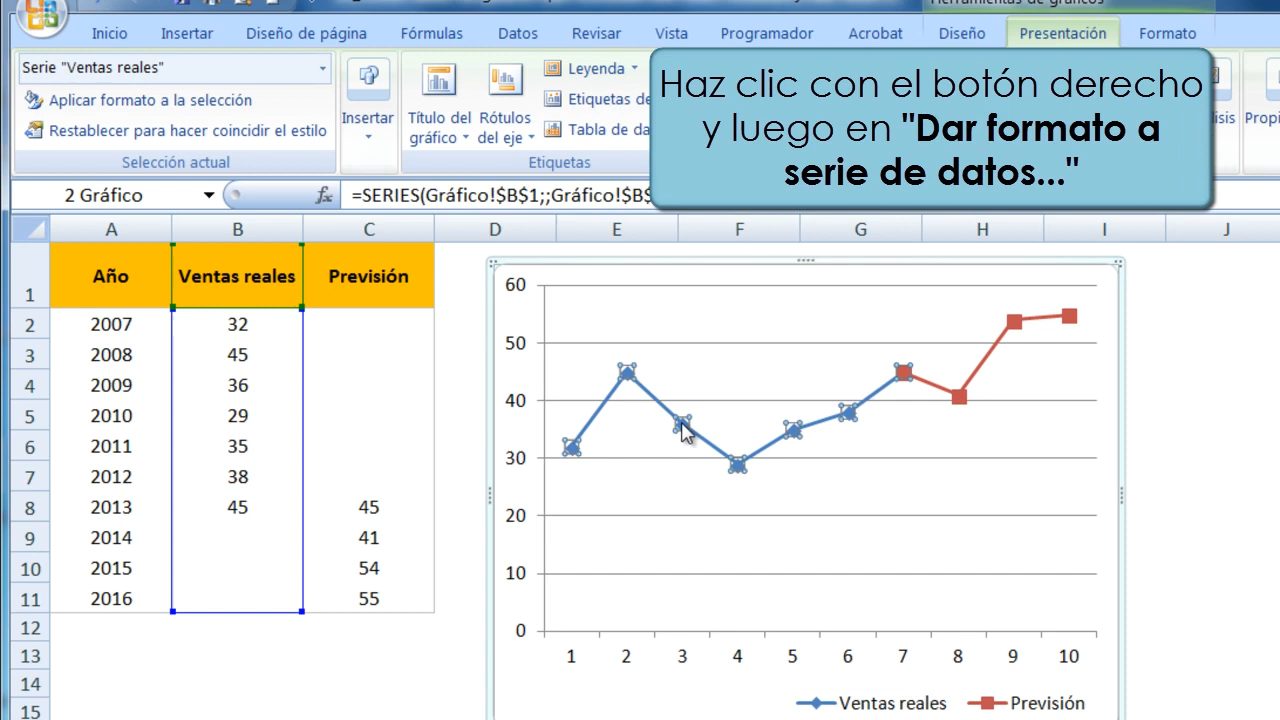 Herramientas de gráficos
Inicio Insertar Diseño de página Fórmulas Datos Revisar Vista Programador Acrobat Diseño Presentación Formato
Serie "Ventas reales"
Aplicar formato a la selección
Restablecer para hacer coincidir el estilo
Selección actual
Insertar
Título del gráfico
Rótulos del eje
Leyenda
Etiquetas de
Tabla de da
Etiquetas
Haz clic con el botón derecho
y luego en "Dar formato a
serie de datos..."
isis
Propi
2 Gráfico
fx
=SERIES(Gráfico!$B$1;;Gráfico!$B$
A B C D E F G H I J
1 Año Ventas reales Previsión
2 2007 32
3 2008 45
4 2009 36
5 2010 29
6 2011 35
7 2012 38
8 2013 45 45
9 2014 41
10 2015 54
11 2016 55
12
13
14
15
60
50
40
30
20
10
0
1 2 3 4 5 6 7 8 9 10
Ventas reales Previsión